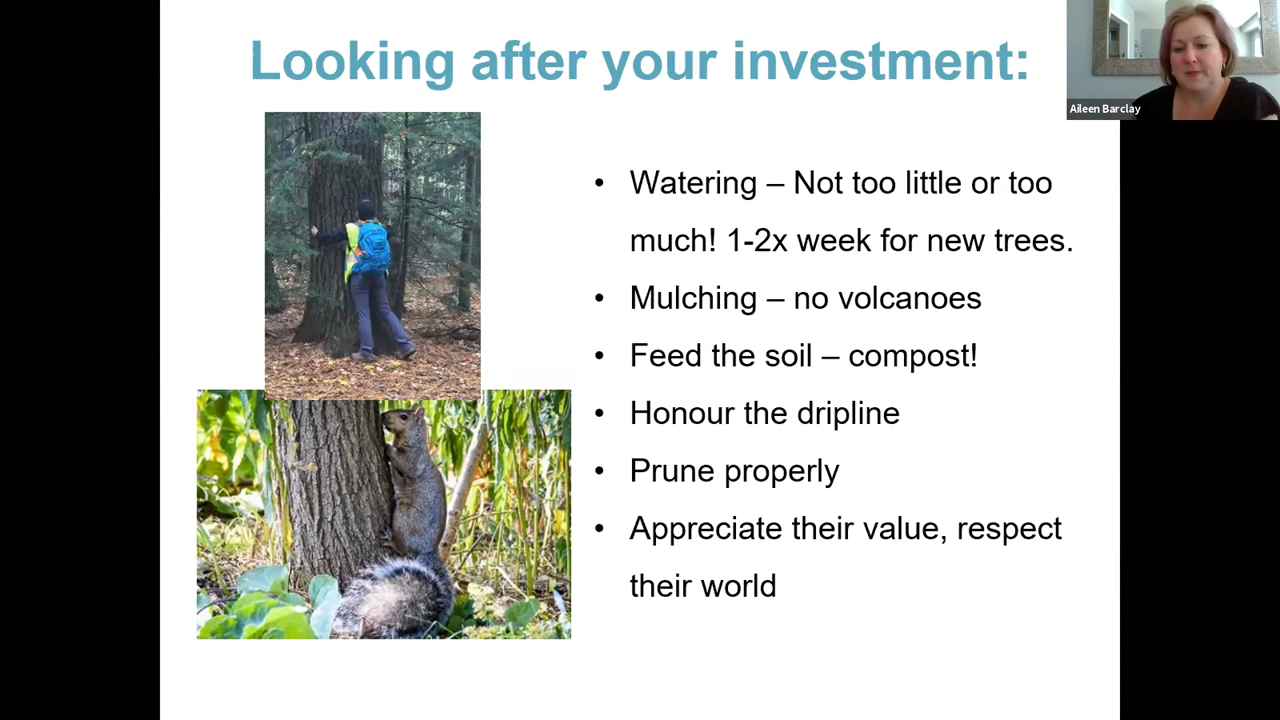 Looking after your investment:
Aileen Barclay
• Watering – Not too little or too
much! 1-2x week for new trees.
• Mulching – no volcanoes
• Feed the soil – compost!
• Honour the dripline
• Prune properly
• Appreciate their value, respect
their world